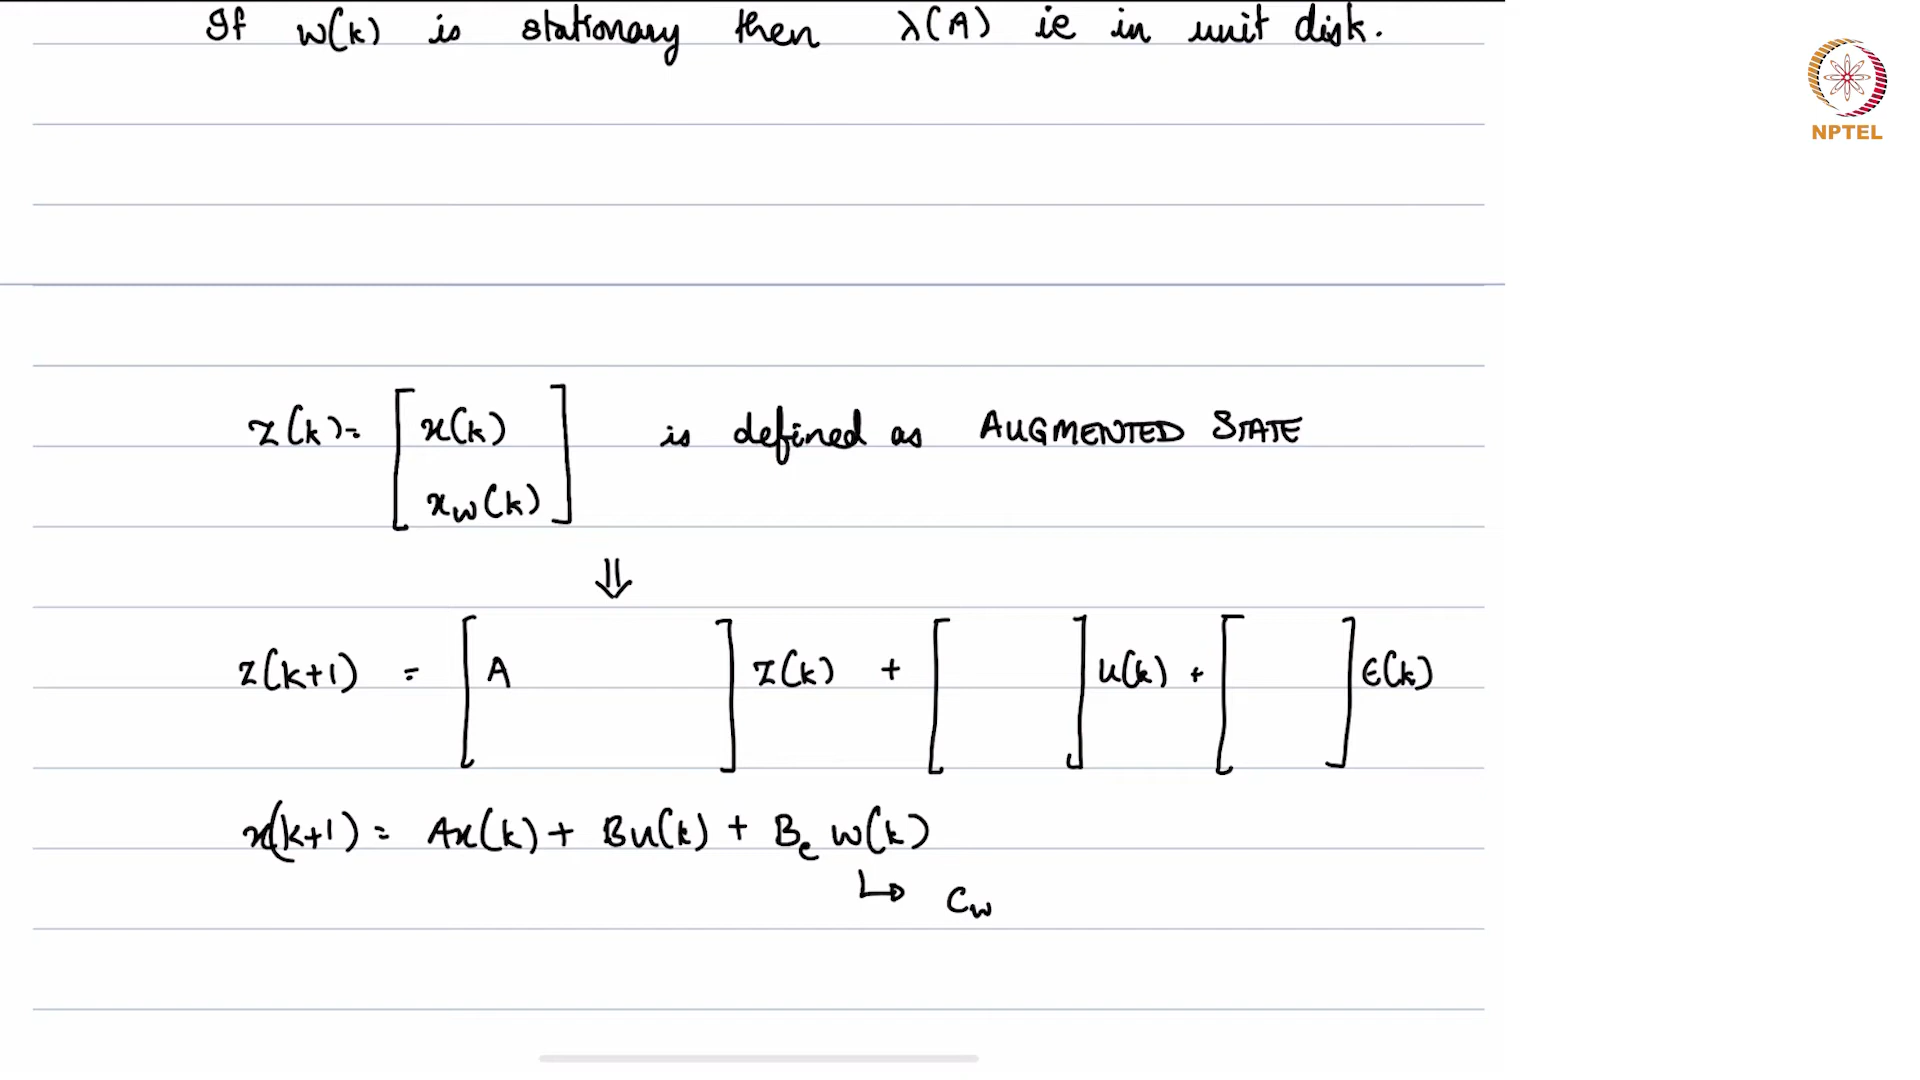 If w(k) is stationary then λ(A) ie in unit disk.
NPTEL
z(k) = [ x(k) x_w(k) ] is defined as AUGMENTED STATE
⇓
z(k+1) = [ A ] z(k) + [ ] u(k) + [ ] ε(k)
x(k+1) = Ax(k) + Bu(k) + B_e w(k)
↳ C_w